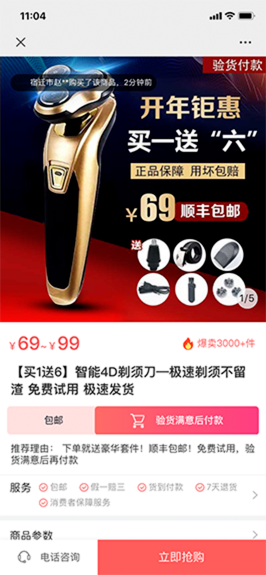 11:04
验货付款
宿迁市赵**购买了该商品，2分钟前
开年钜惠
买一送“六”
正品保障 用坏包赔
¥69 顺丰包邮
送
1/5
¥69~¥99
爆卖3000+件
【买1送6】智能4D剃须刀—极速剃须不留
渣 免费试用 极速发货
包邮
验货满意后付款
推荐理由： 下单就送豪华套件！顺丰包邮！免费试用，验
货满意后再付款
服务 包邮 假一赔三 货到付款 7天退货
消费者保障服务
商品参数
电话咨询
立即抢购